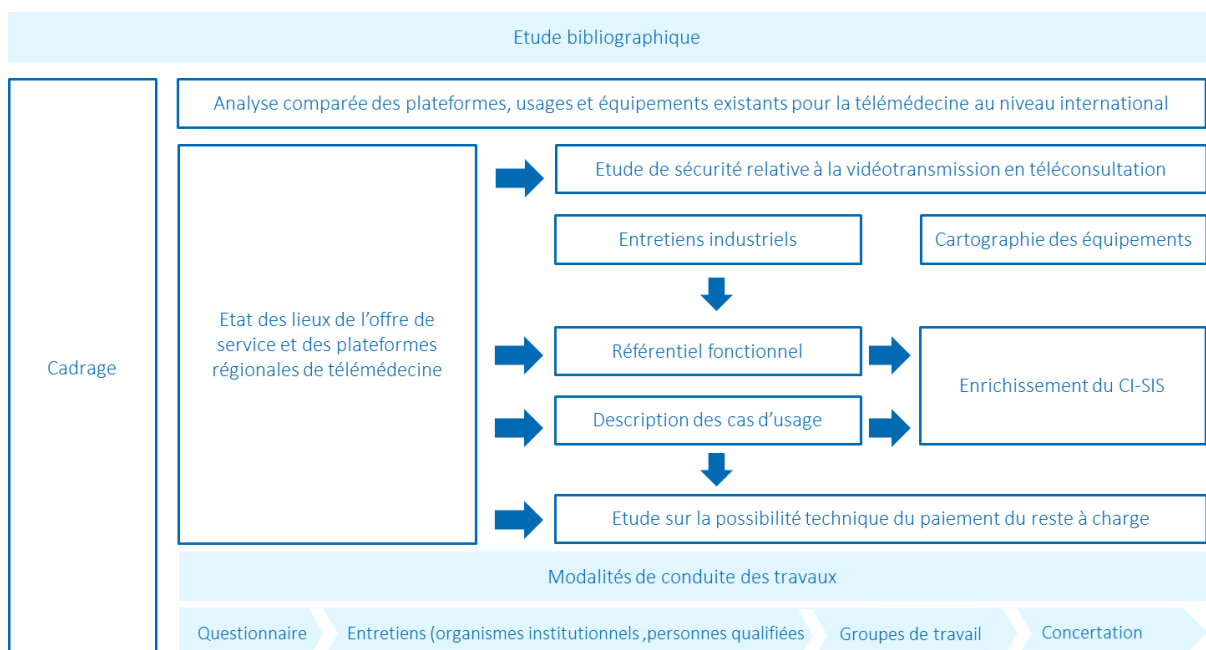 Etude bibliographique
Analyse comparée des plateformes, usages et équipements existants pour la télémédecine au niveau international
Cadrage
Etat des lieux de l’offre de
service et des plateformes
régionales de télémédecine
Etude de sécurité relative à la vidéotransmission en téléconsultation
Entretiens industriels
Cartographie des équipements
Référentiel fonctionnel
Description des cas d’usage
Enrichissement du CI-SIS
Etude sur la possibilité technique du paiement du reste à charge
Modalités de conduite des travaux
Questionnaire
Entretiens (organismes institutionnels ,personnes qualifiées
Groupes de travail
Concertation